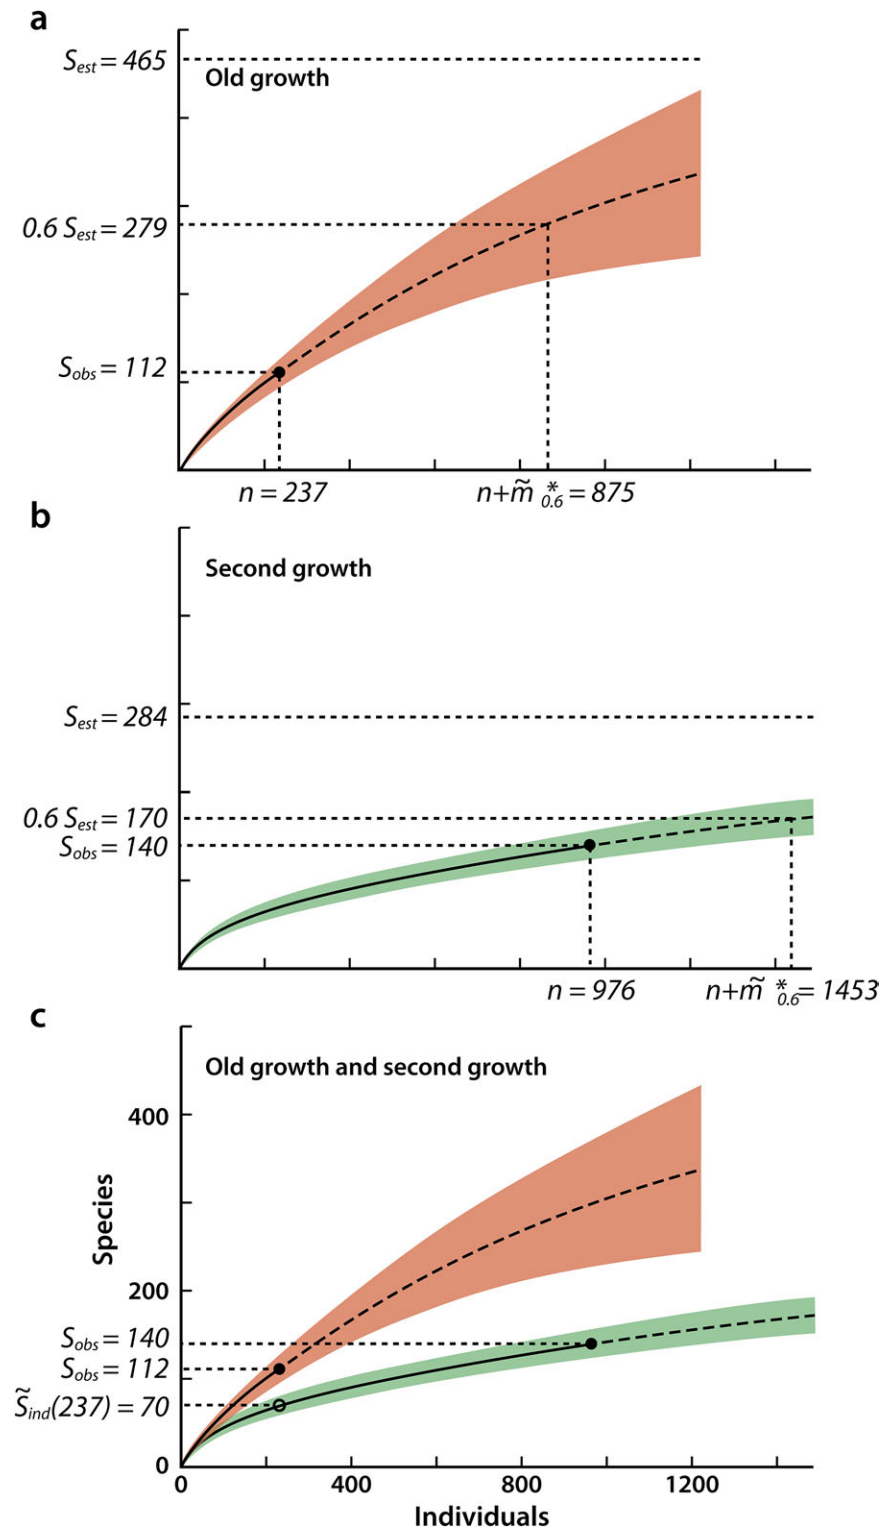 a
S_est = 465
Old growth
0.6 S_est = 279
S_obs = 112
n = 237
n+m̃*_0.6 = 875
b
Second growth
S_est = 284
0.6 S_est = 170
S_obs = 140
n = 976
n+m̃*_0.6 = 1453
c
Old growth and second growth
400
Species
200
S_obs = 140
S_obs = 112
S̃_ind(237) = 70
0
0 400 800 1200
Individuals